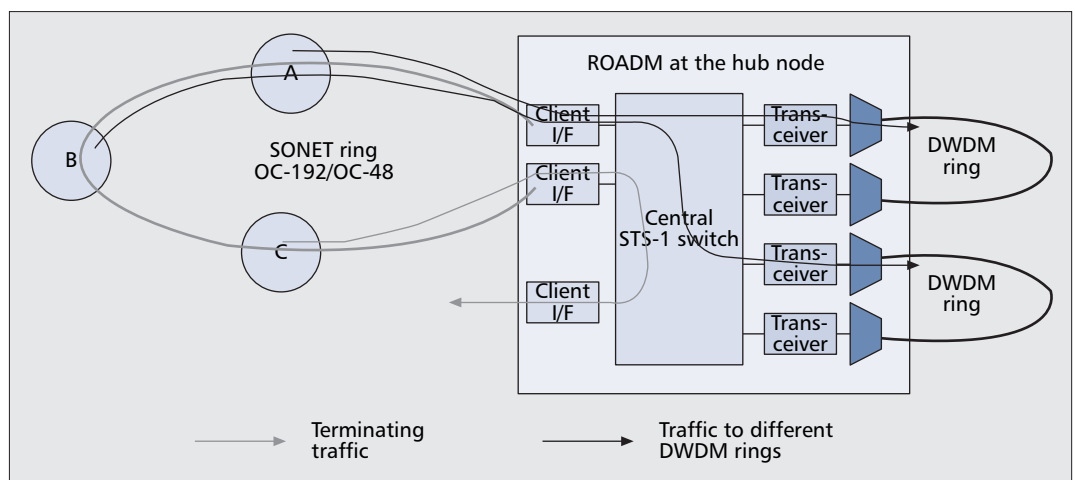 ROADM at the hub node
A
B
C
SONET ring
OC-192/OC-48
Client
I/F
Client
I/F
Client
I/F
Central
STS-1 switch
Trans-
ceiver
Trans-
ceiver
Trans-
ceiver
Trans-
ceiver
DWDM
ring
DWDM
ring
Terminating
traffic
Traffic to different
DWDM rings